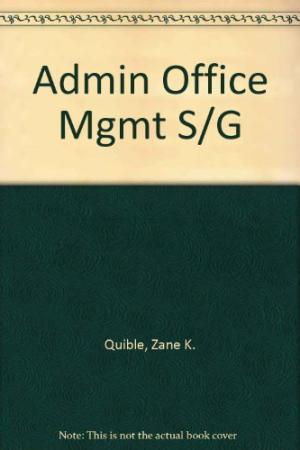 Admin Office
Mgmt S/G
Quible, Zane K.
Note: This is not the actual book cover